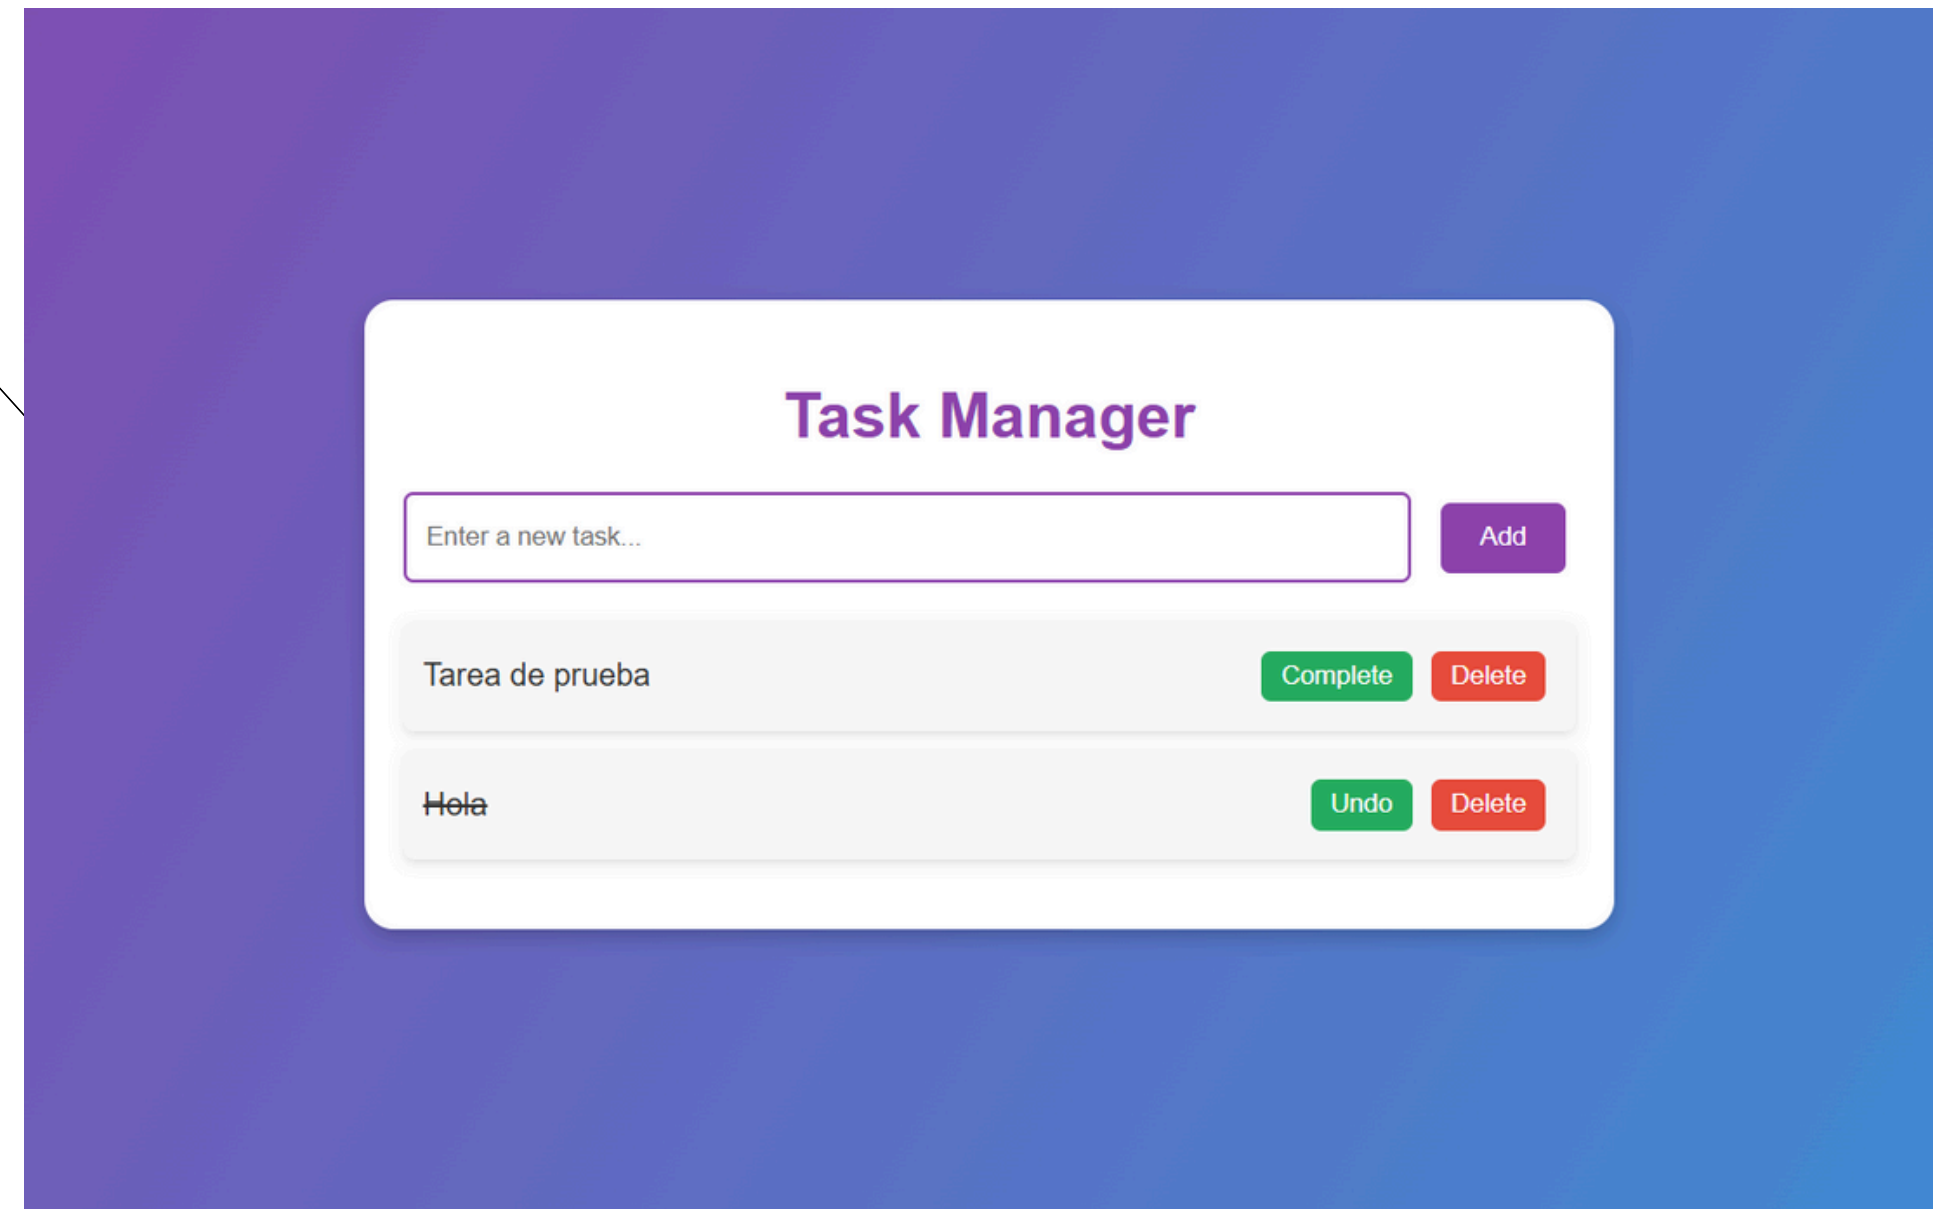 Task Manager
Enter a new task...
Add
Tarea de prueba
Complete
Delete
Hola
Undo
Delete